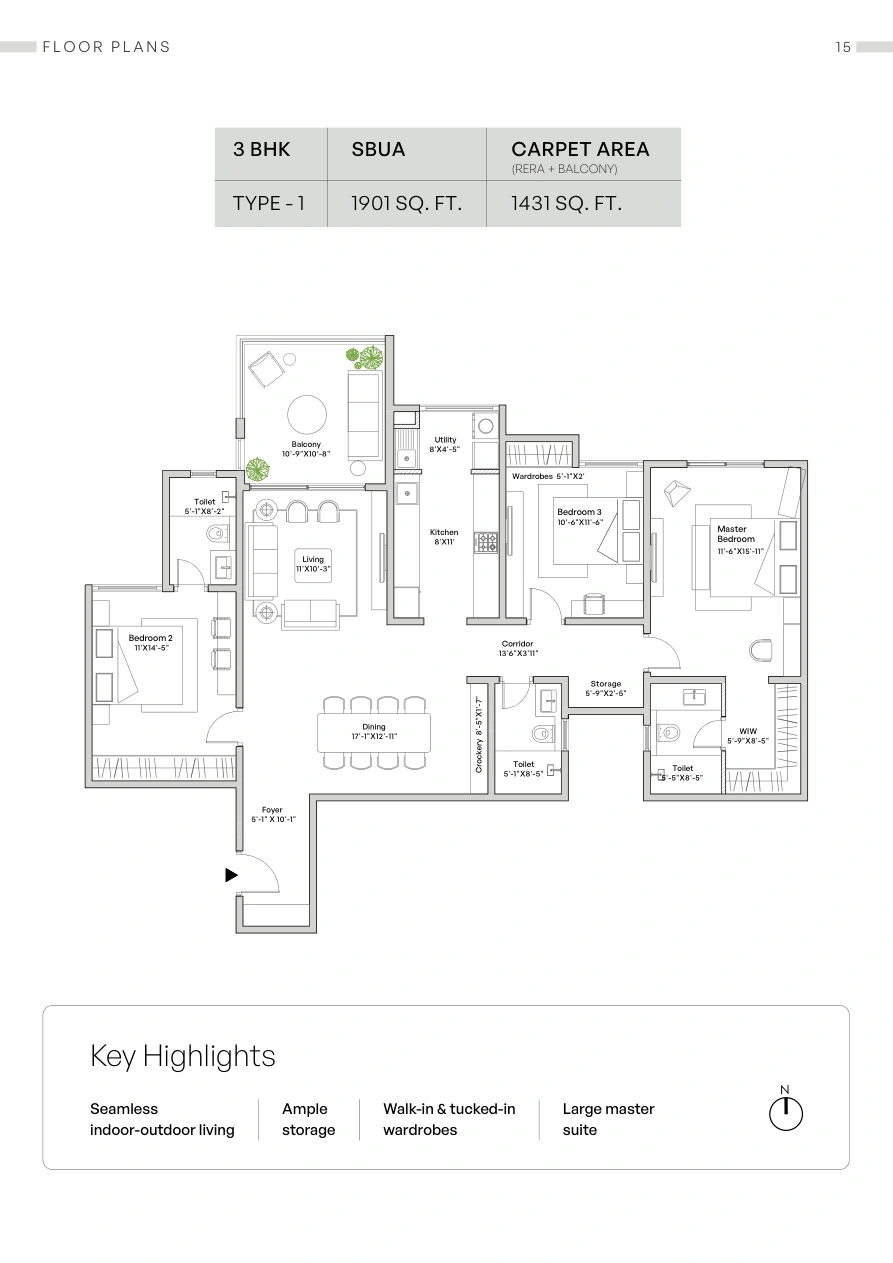 FLOOR PLANS
15
3 BHK
SBUA
CARPET AREA
(RERA + BALCONY)
TYPE - 1
1901 SQ. FT.
1431 SQ. FT.
Balcony
10'-9"X10'-8"
Utility
8'X4'-5"
Wardrobes 5'-1"X2'
Toilet
5'-1"X8'-2"
Bedroom 3
10'-6"X11'-6"
Kitchen
8'X11'
Master
Bedroom
11'-6"X15'-11"
Living
11'X10'-3"
Bedroom 2
11'X14'-5"
Corridor
13'6"X3'11"
Storage
5'-9"X2'-5"
Dining
17'-1"X12'-11"
Crockery 8'-5"X1'-7"
WIW
5'-9"X8'-5"
Toilet
5'-1"X8'-5"
Toilet
5'-5"X8'-5"
Foyer
5'-1" X 10'-1"
Key Highlights
Seamless
indoor-outdoor living
Ample
storage
Walk-in & tucked-in
wardrobes
Large master
suite
N